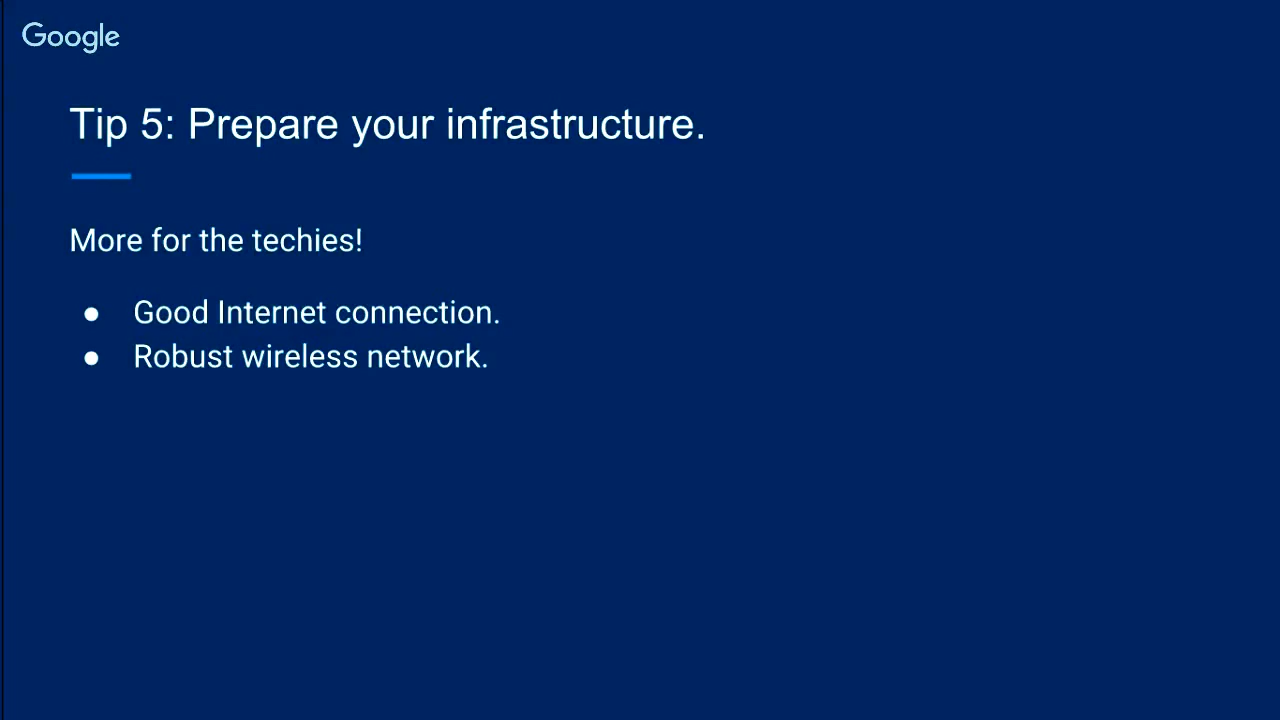 Google
Tip 5: Prepare your infrastructure.
More for the techies!
● Good Internet connection.
● Robust wireless network.